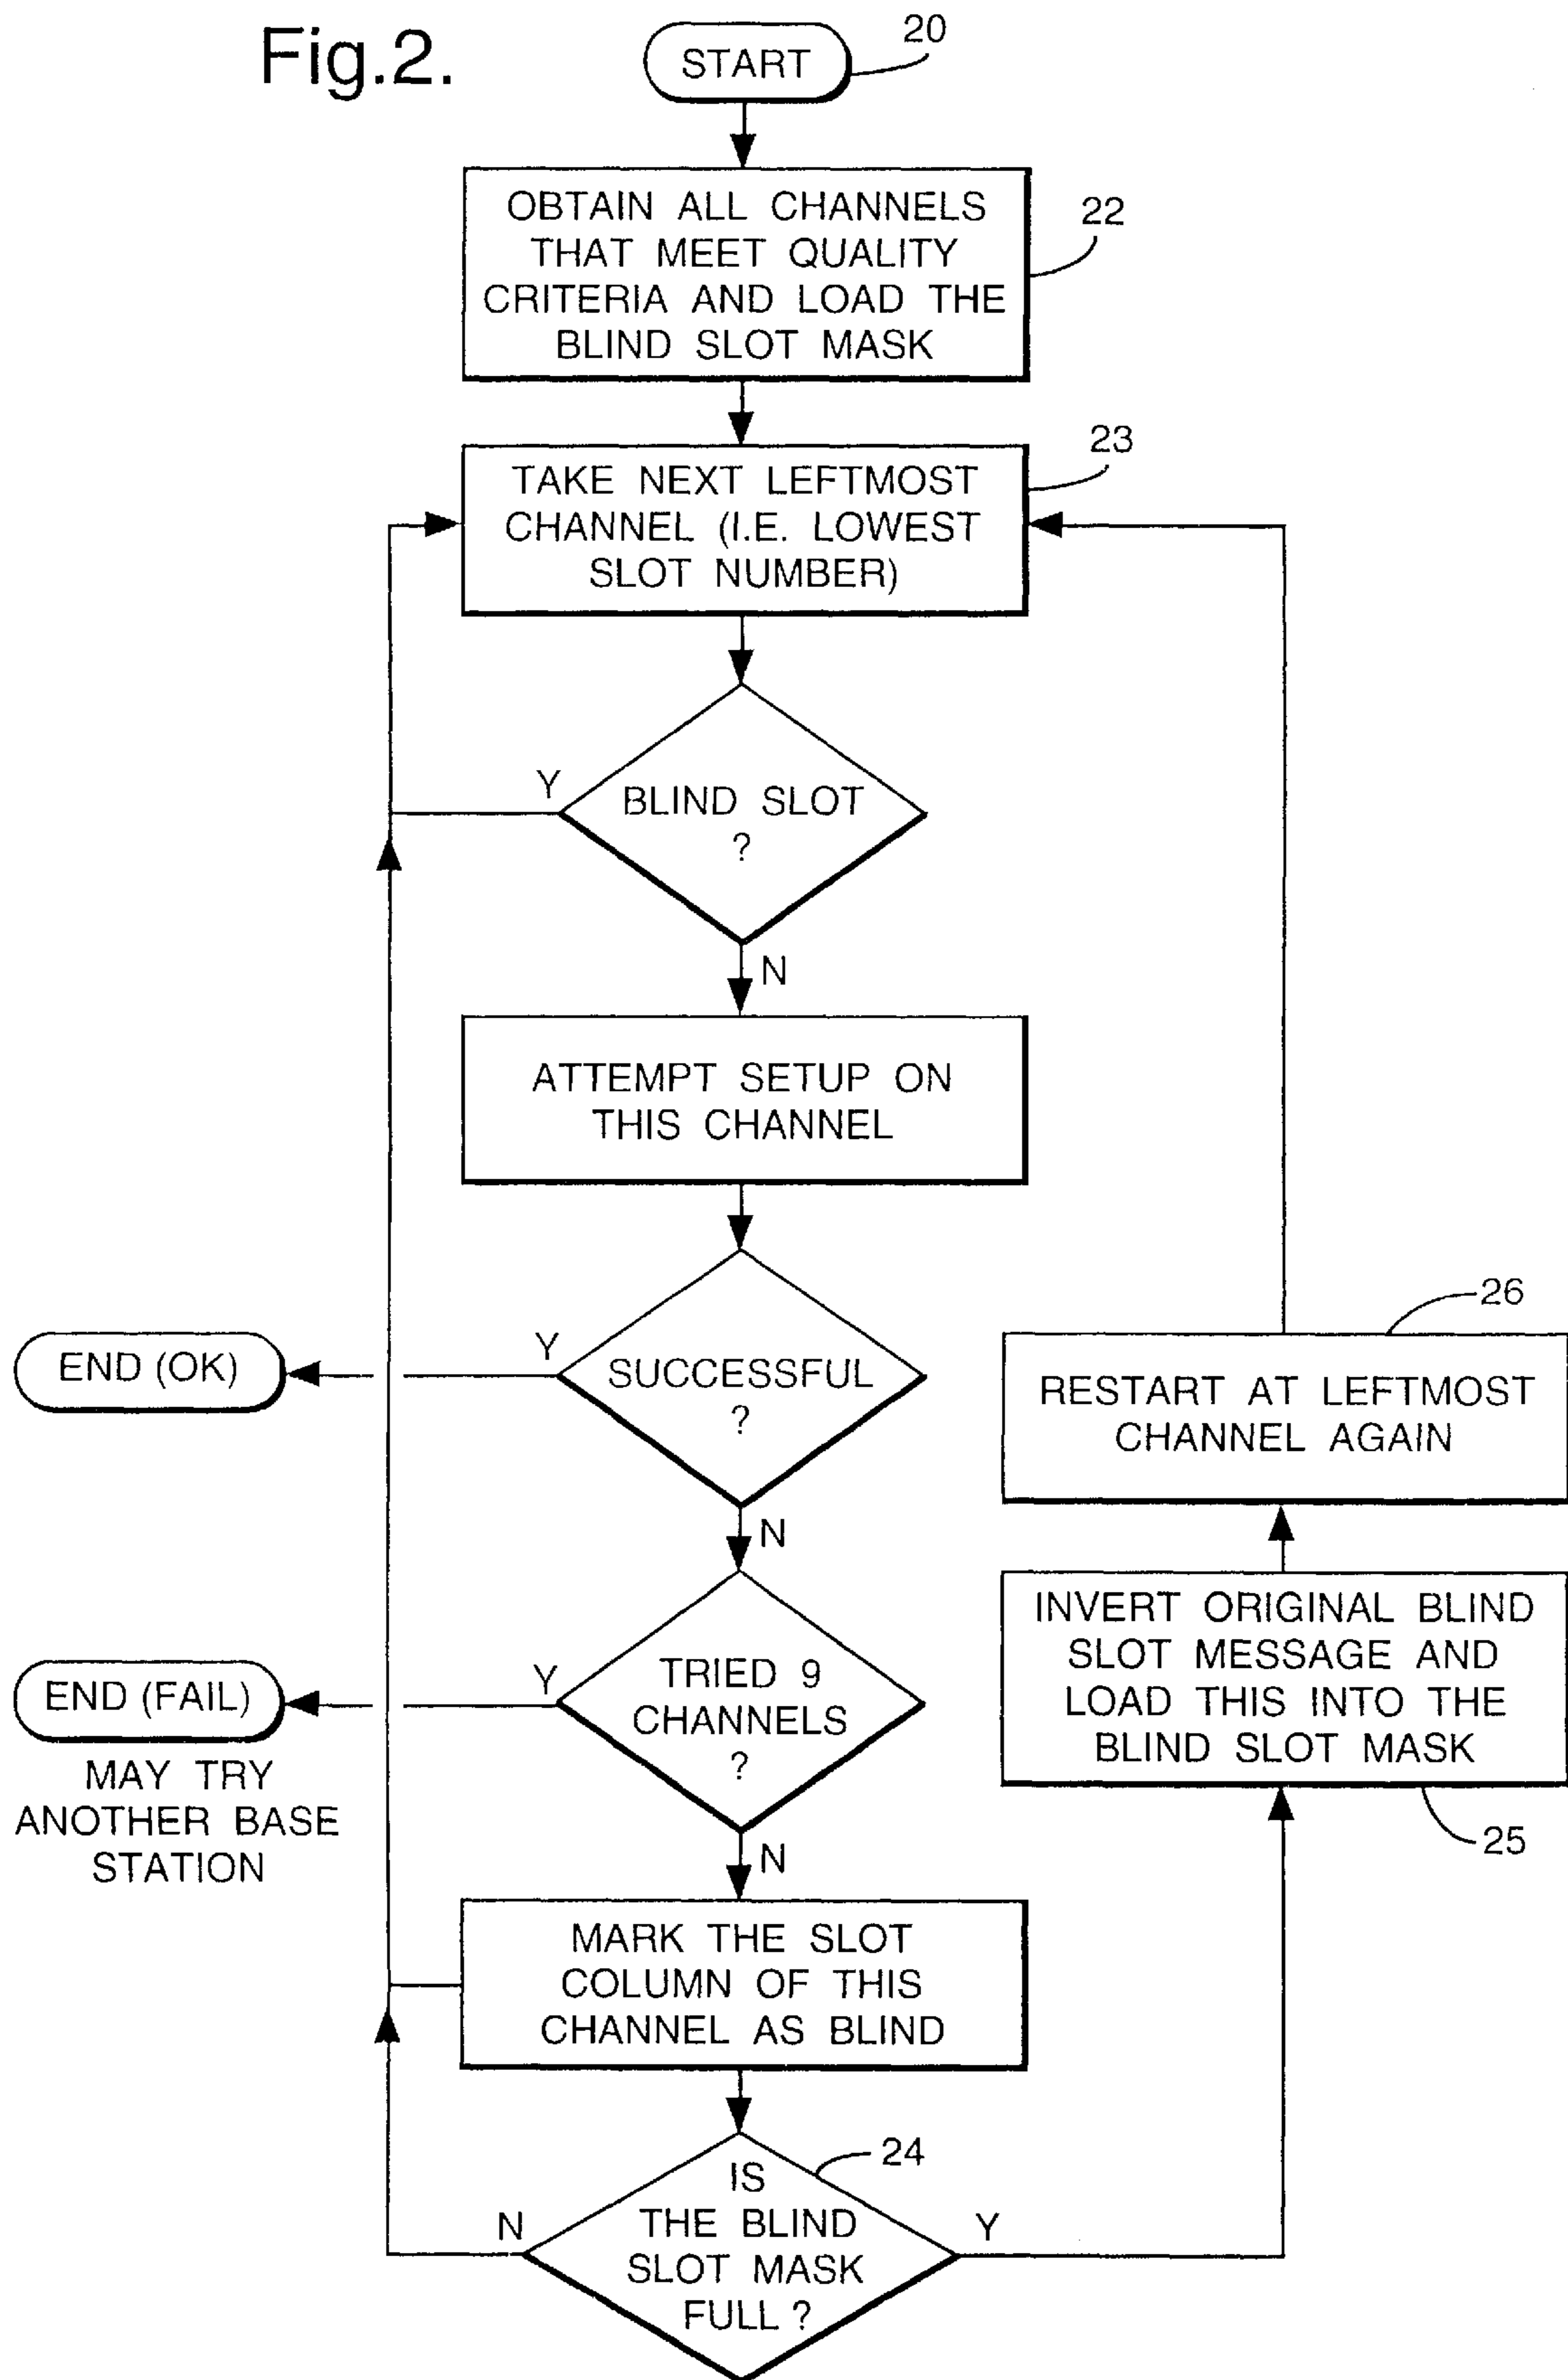 Fig.2.
START
20
OBTAIN ALL CHANNELS
THAT MEET QUALITY
CRITERIA AND LOAD THE
BLIND SLOT MASK
22
TAKE NEXT LEFTMOST
CHANNEL (I.E. LOWEST
SLOT NUMBER)
23
Y
BLIND SLOT
?
N
ATTEMPT SETUP ON
THIS CHANNEL
END (OK)
Y
SUCCESSFUL
?
N
26
RESTART AT LEFTMOST
CHANNEL AGAIN
END (FAIL)
MAY TRY
ANOTHER BASE
STATION
Y
TRIED 9
CHANNELS
?
N
INVERT ORIGINAL BLIND
SLOT MESSAGE AND
LOAD THIS INTO THE
BLIND SLOT MASK
25
MARK THE SLOT
COLUMN OF THIS
CHANNEL AS BLIND
24
N
IS
THE BLIND
SLOT MASK
FULL ?
Y